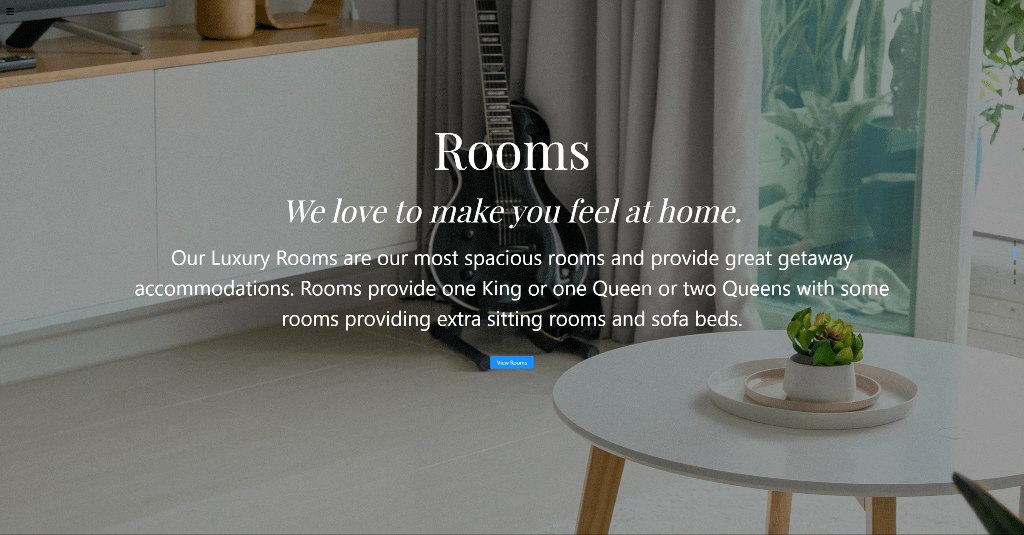 Rooms
We love to make you feel at home.
Our Luxury Rooms are our most spacious rooms and provide great getaway
accommodations. Rooms provide one King or one Queen or two Queens with some
rooms providing extra sitting rooms and sofa beds.
View Rooms